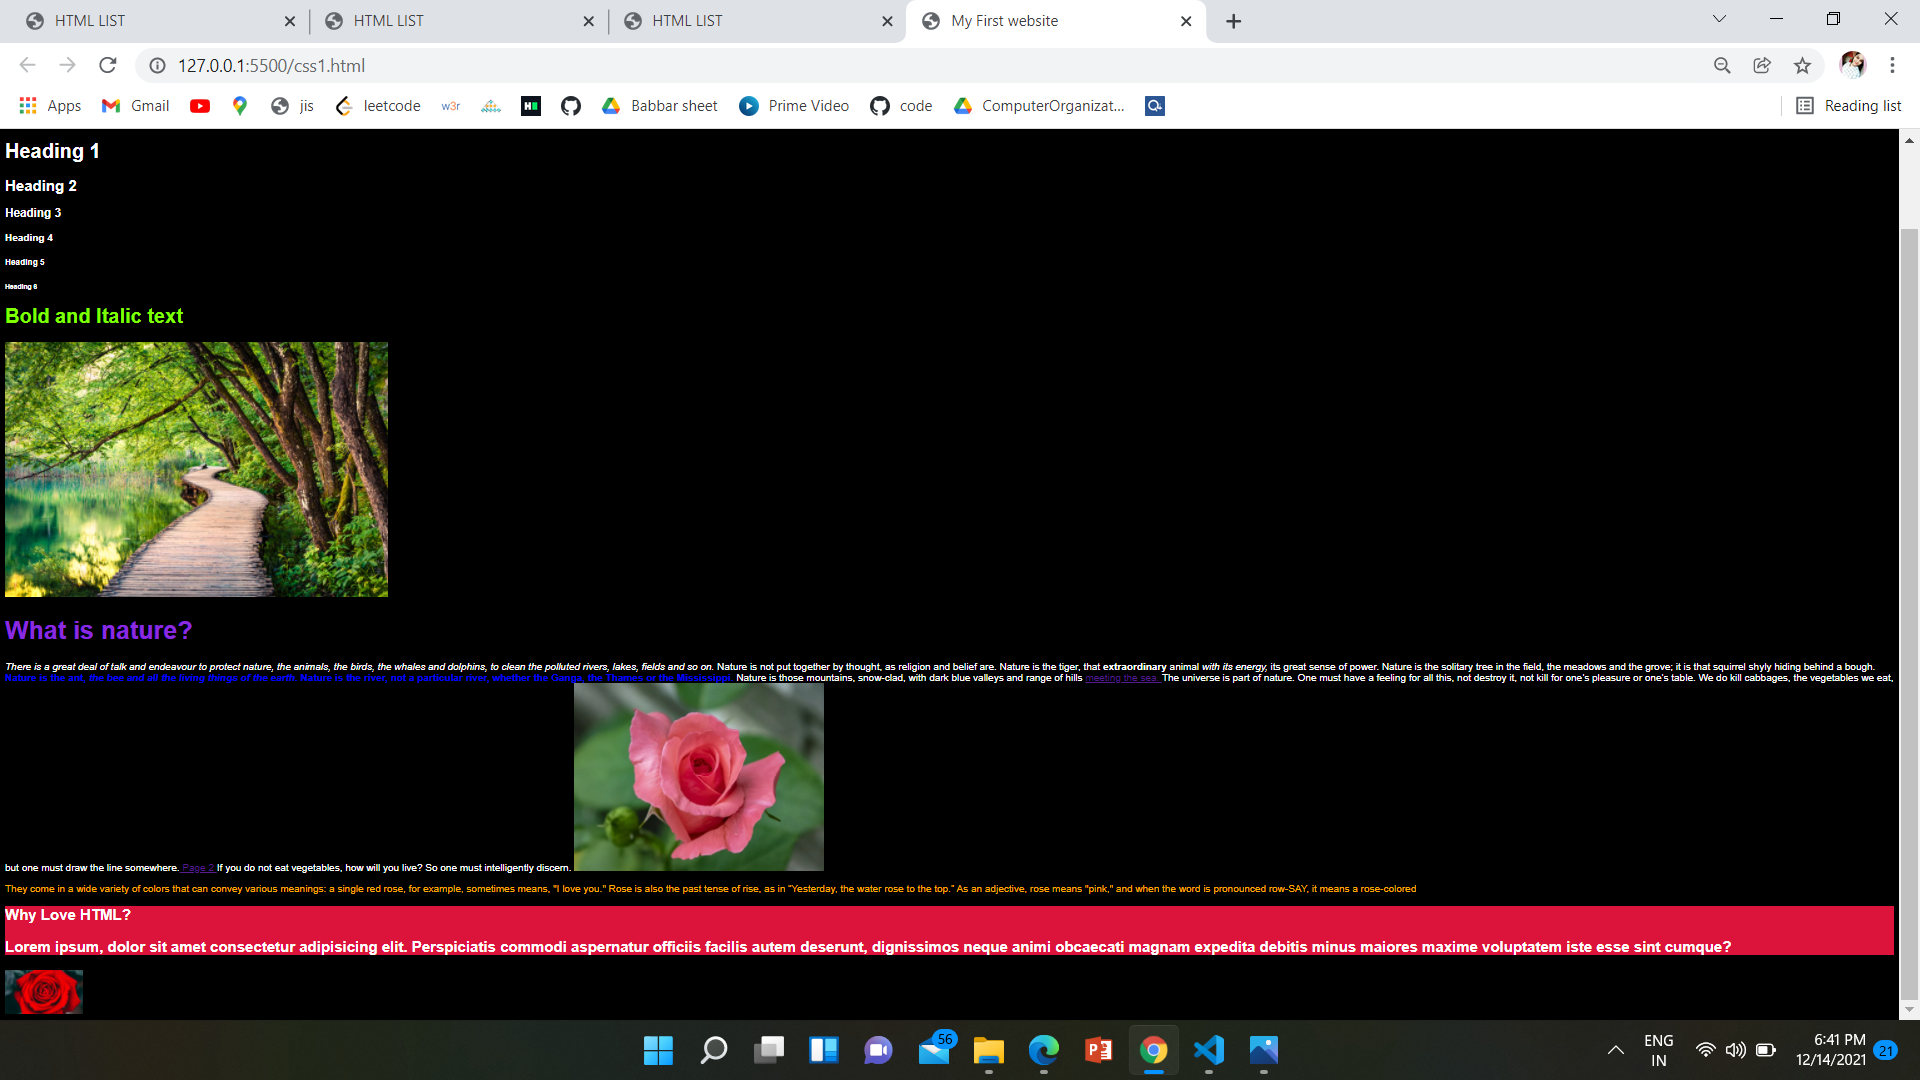 HTML LIST
HTML LIST
HTML LIST
My First website
127.0.0.1:5500/css1.html
Apps
Gmail
jis
leetcode
w3r
H
Babbar sheet
Prime Video
code
ComputerOrganizat...
Reading list
Heading 1
Heading 2
Heading 3
Heading 4
Heading 5
Heading 6
Bold and Italic text
What is nature?
There is a great deal of talk and endeavour to protect nature, the animals, the birds, the whales and dolphins, to clean the polluted rivers, lakes, fields and so on. Nature is not put together by thought, as religion and belief are. Nature is the tiger, that extraordinary animal with its energy, its great sense of power. Nature is the solitary tree in the field, the meadows and the grove; it is that squirrel shyly hiding behind a bough.
Nature is the ant, the bee and all the living things of the earth. Nature is the river, not a particular river, whether the Ganga, the Thames or the Mississippi. Nature is those mountains, snow-clad, with dark blue valleys and range of hills meeting the sea. The universe is part of nature. One must have a feeling for all this, not destroy it, not kill for one's pleasure or one's table. We do kill cabbages, the vegetables we eat,
but one must draw the line somewhere. Page 2 If you do not eat vegetables, how will you live? So one must intelligently discern.
They come in a wide variety of colors that can convey various meanings: a single red rose, for example, sometimes means, "I love you." Rose is also the past tense of rise, as in "Yesterday, the water rose to the top." As an adjective, rose means "pink," and when the word is pronounced row-SAY, it means a rose-colored
Why Love HTML?
Lorem ipsum, dolor sit amet consectetur adipisicing elit. Perspiciatis commodi aspernatur officiis facilis autem deserunt, dignissimos neque animi obcaecati magnam expedita debitis minus maiores maxime voluptatem iste esse sint cumque?
56
ENG
IN
6:41 PM
12/14/2021
21